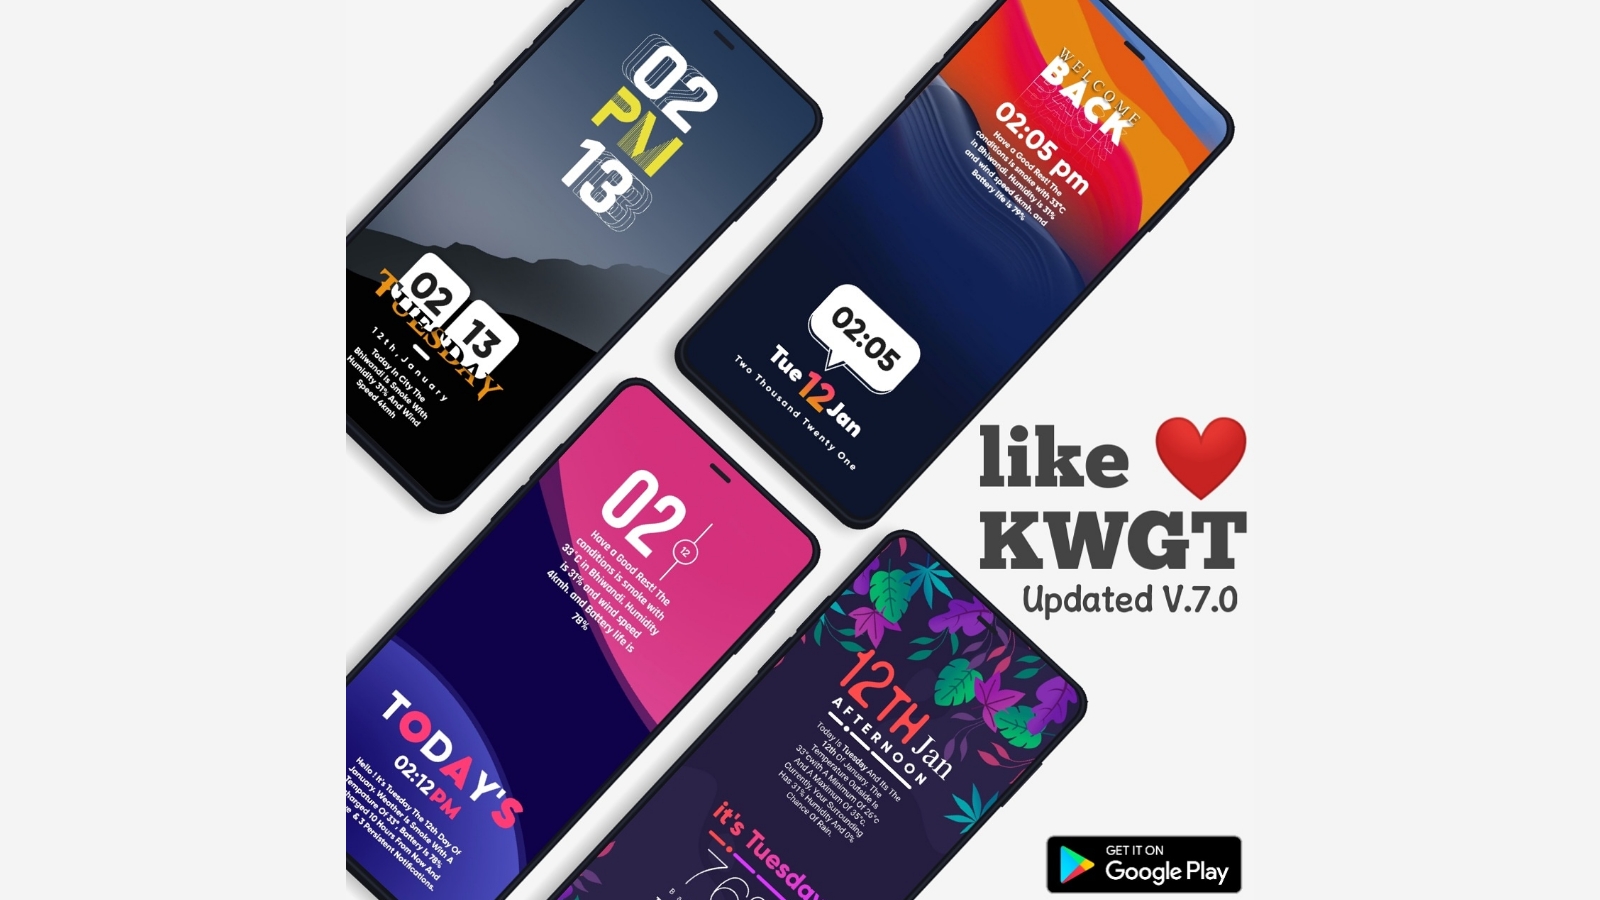 02
PM
13
02 13
TUESDAY
12th, January
Today In City The
Bhiwandi Is Smoke With
Humidity 31% And Wind
Speed 4kmh
WELCOME
BACK
02:05 pm
Have a Good Rest! The
conditions is smoke with 33°C
in Bhiwandi. Humidity is 31%
and wind speed 4kmh. and
Battery life is 79%
02:05
Tue 12 Jan
Two Thousand Twenty One
02
12
Have a Good Rest! The
conditions is smoke with
33°C in Bhiwandi. Humidity
is 31% and wind speed
4kmh. and Battery life is
78%
TODAY'S
02:12 PM
Hello ! It's Tuesday The 12th Day Of
January. Weather Is Smoke With A
Tempature Of 33°. Battery Is 78%
harged 10 Hours From Now And
& 3 Persistent Notifications.
12TH Jan
AFTERNOON
Today Is Tuesday And Its The
12th Of January. The
Temperature Outside Is
33°cwith A Minimum Of 26°c
And A Maximum Of 35°c.
Currently, Your Surrounding
Has 31% Humidity And 0%
Chance Of Rain.
it's Tuesday
like ❤
KWGT
Updated V.7.0
GET IT ON
Google Play